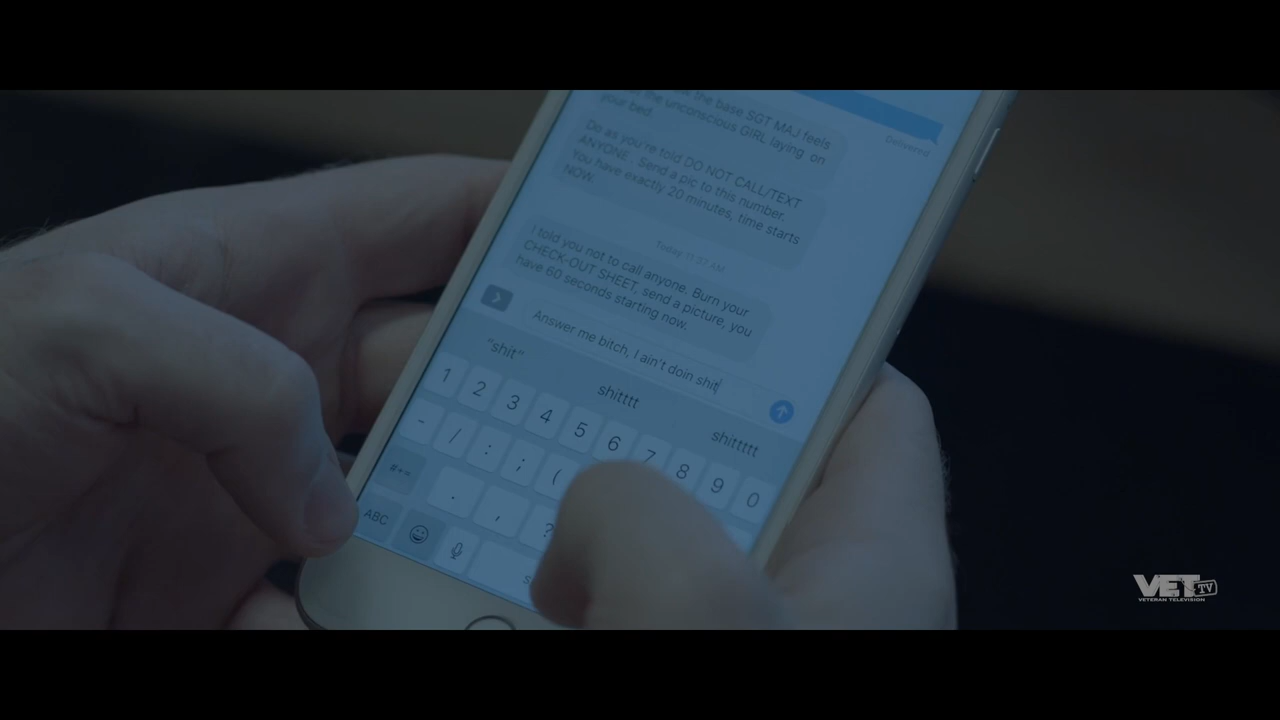 the base SGT MAJ feels
the unconscious GIRL laying on
your bed.
Delivered
Do as you're told DO NOT CALL/TEXT
ANYONE. Send a pic to this number.
You have exactly 20 minutes, time starts
NOW.
Today 11:07 AM
I told you not to call anyone. Burn your
CHECK-OUT SHEET, send a picture, you
have 60 seconds starting now.
Answer me bitch, I ain't doin shit
"shit" shitttt shittttt
1 2 3 4 5 6 7 8 9 0
- / : ; (
#+= . , ?
ABC
VET TV
VETERAN TELEVISION